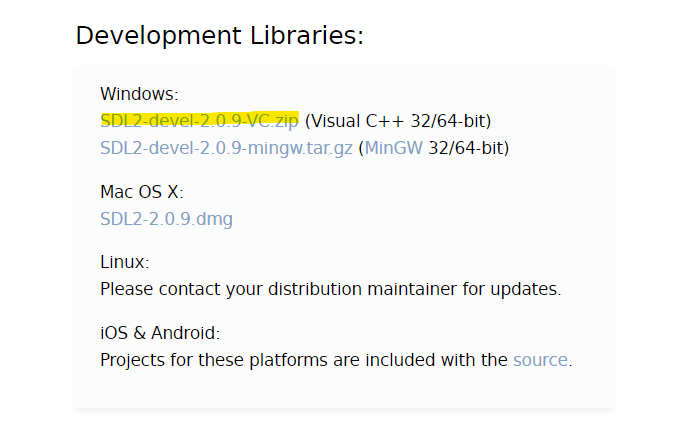 Development Libraries:
Windows:
SDL2-devel-2.0.9-VC.zip (Visual C++ 32/64-bit)
SDL2-devel-2.0.9-mingw.tar.gz (MinGW 32/64-bit)
Mac OS X:
SDL2-2.0.9.dmg
Linux:
Please contact your distribution maintainer for updates.
iOS & Android:
Projects for these platforms are included with the source.